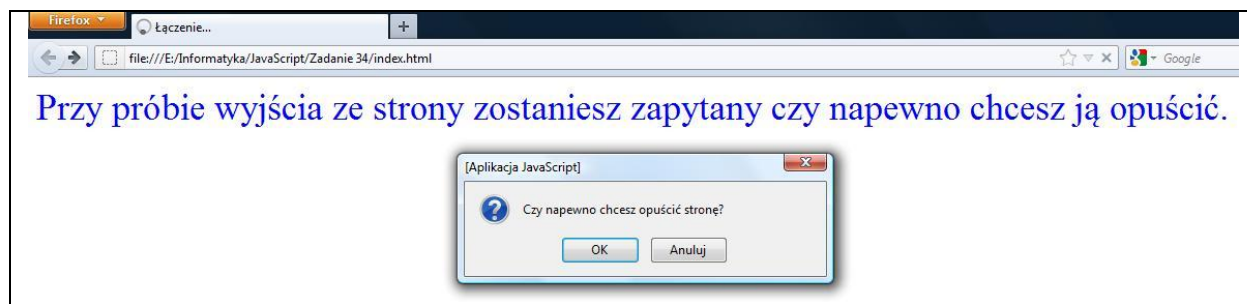 Firefox
Łączenie...
file:///E:/Informatyka/JavaScript/Zadanie 34/index.html
Google
Przy próbie wyjścia ze strony zostaniesz zapytany czy napewno chcesz ją opuścić.
[Aplikacja JavaScript]
Czy napewno chcesz opuścić stronę?
OK Anuluj